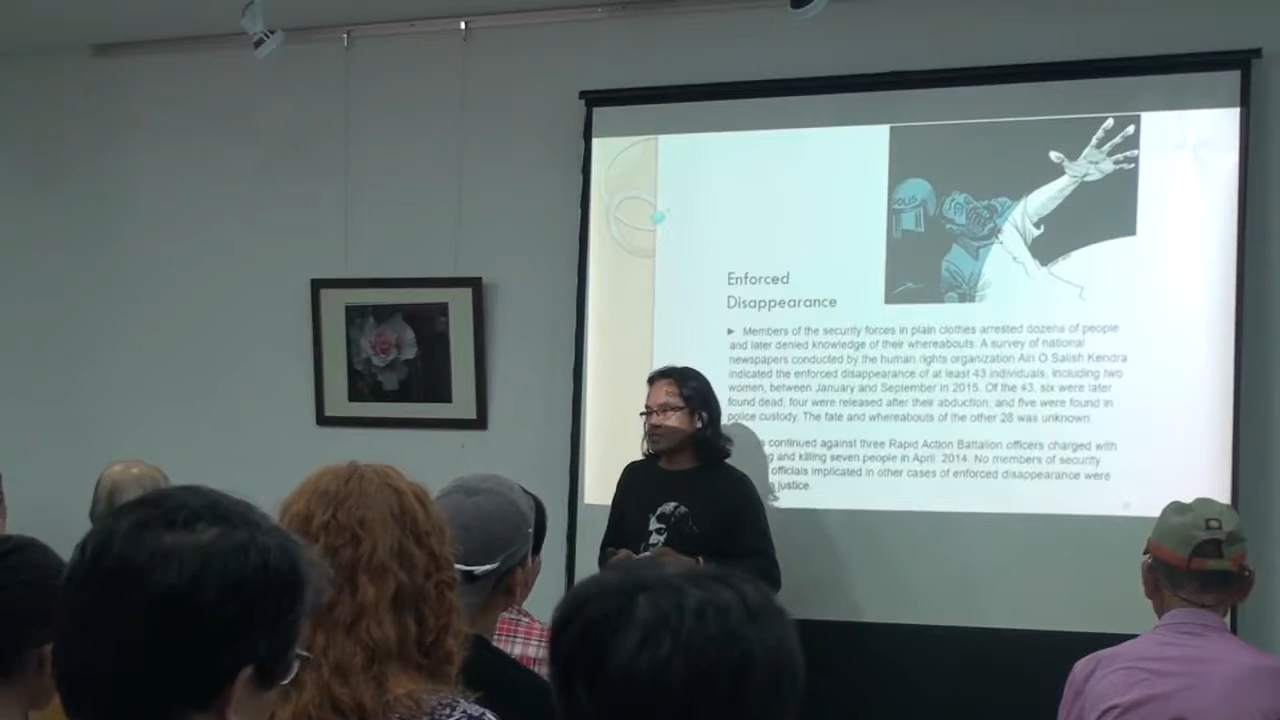 OLIS
Enforced
Disappearance
► Members of the security forces in plain clothes arrested dozens of people
and later denied knowledge of their whereabouts. A survey of national
newspapers conducted by the human rights organization Ain O Salish Kendra
indicated the enforced disappearance of at least 43 individuals, including two
women, between January and September in 2015. Of the 43, six were later
found dead, four were released after their abduction, and five were found in
police custody. The fate and whereabouts of the other 28 was unknown.
continued against three Rapid Action Battalion officers charged with
and killing seven people in April, 2014. No members of security
officials implicated in other cases of enforced disappearance were
justice